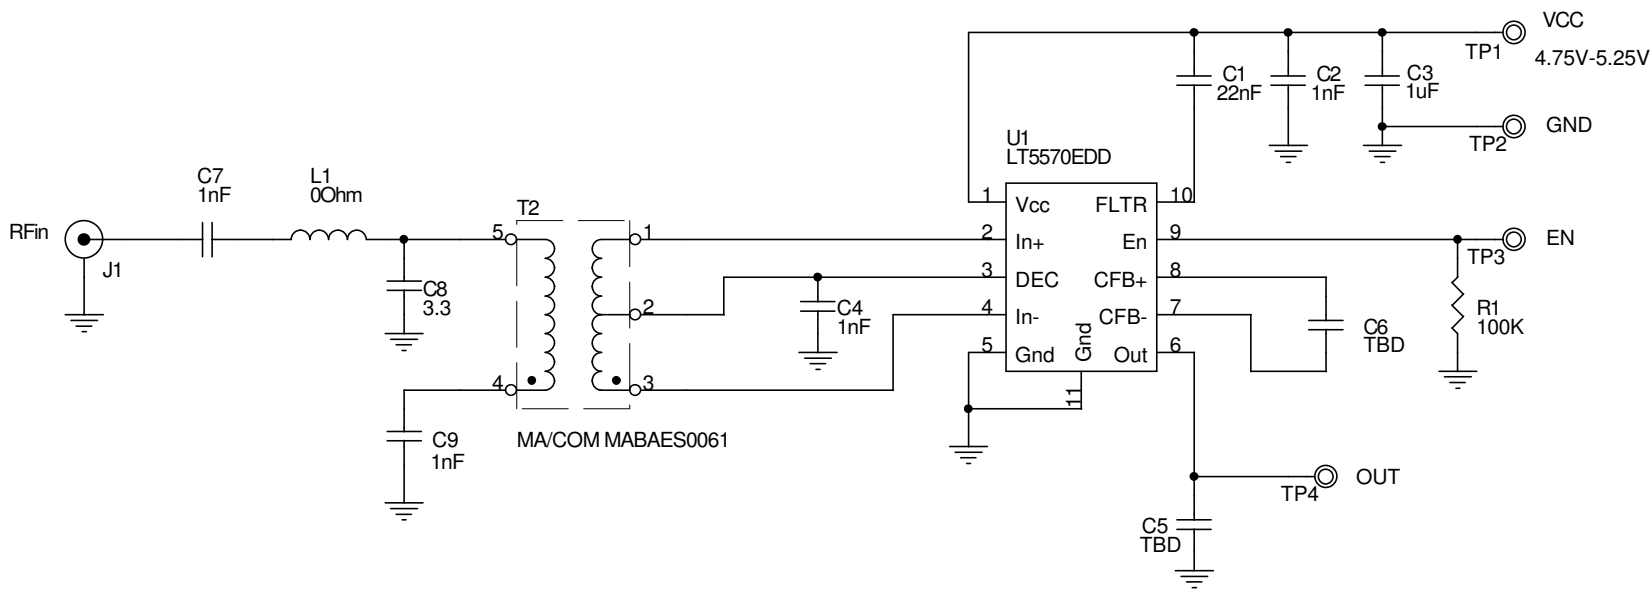 VCC
TP1
4.75V-5.25V
C1
22nF
C2
1nF
C3
1uF
TP2
GND
U1
LT5570EDD
C7
1nF
L1
0Ohm
RFin
J1
T2
5
1
C8
3.3
2
4
3
C9
1nF
MA/COM MABAES0061
C4
1nF
1
Vcc
FLTR
10
2
In+
En
9
3
DEC
CFB+
8
4
In-
CFB-
7
5
Gnd
Gnd
Out
6
11
TP3
EN
R1
100K
C6
TBD
TP4
OUT
C5
TBD